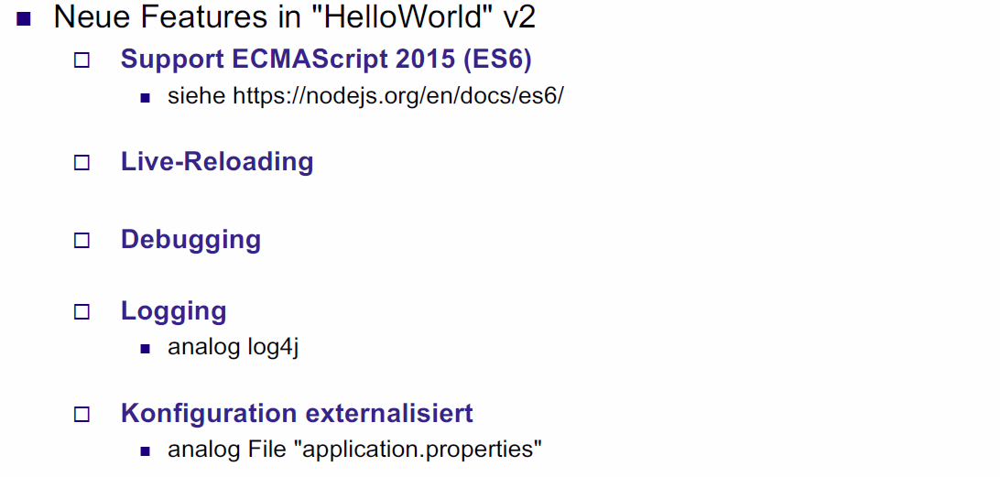 Neue Features in "HelloWorld" v2
Support ECMAScript 2015 (ES6)
siehe https://nodejs.org/en/docs/es6/
Live-Reloading
Debugging
Logging
analog log4j
Konfiguration externalisiert
analog File "application.properties"